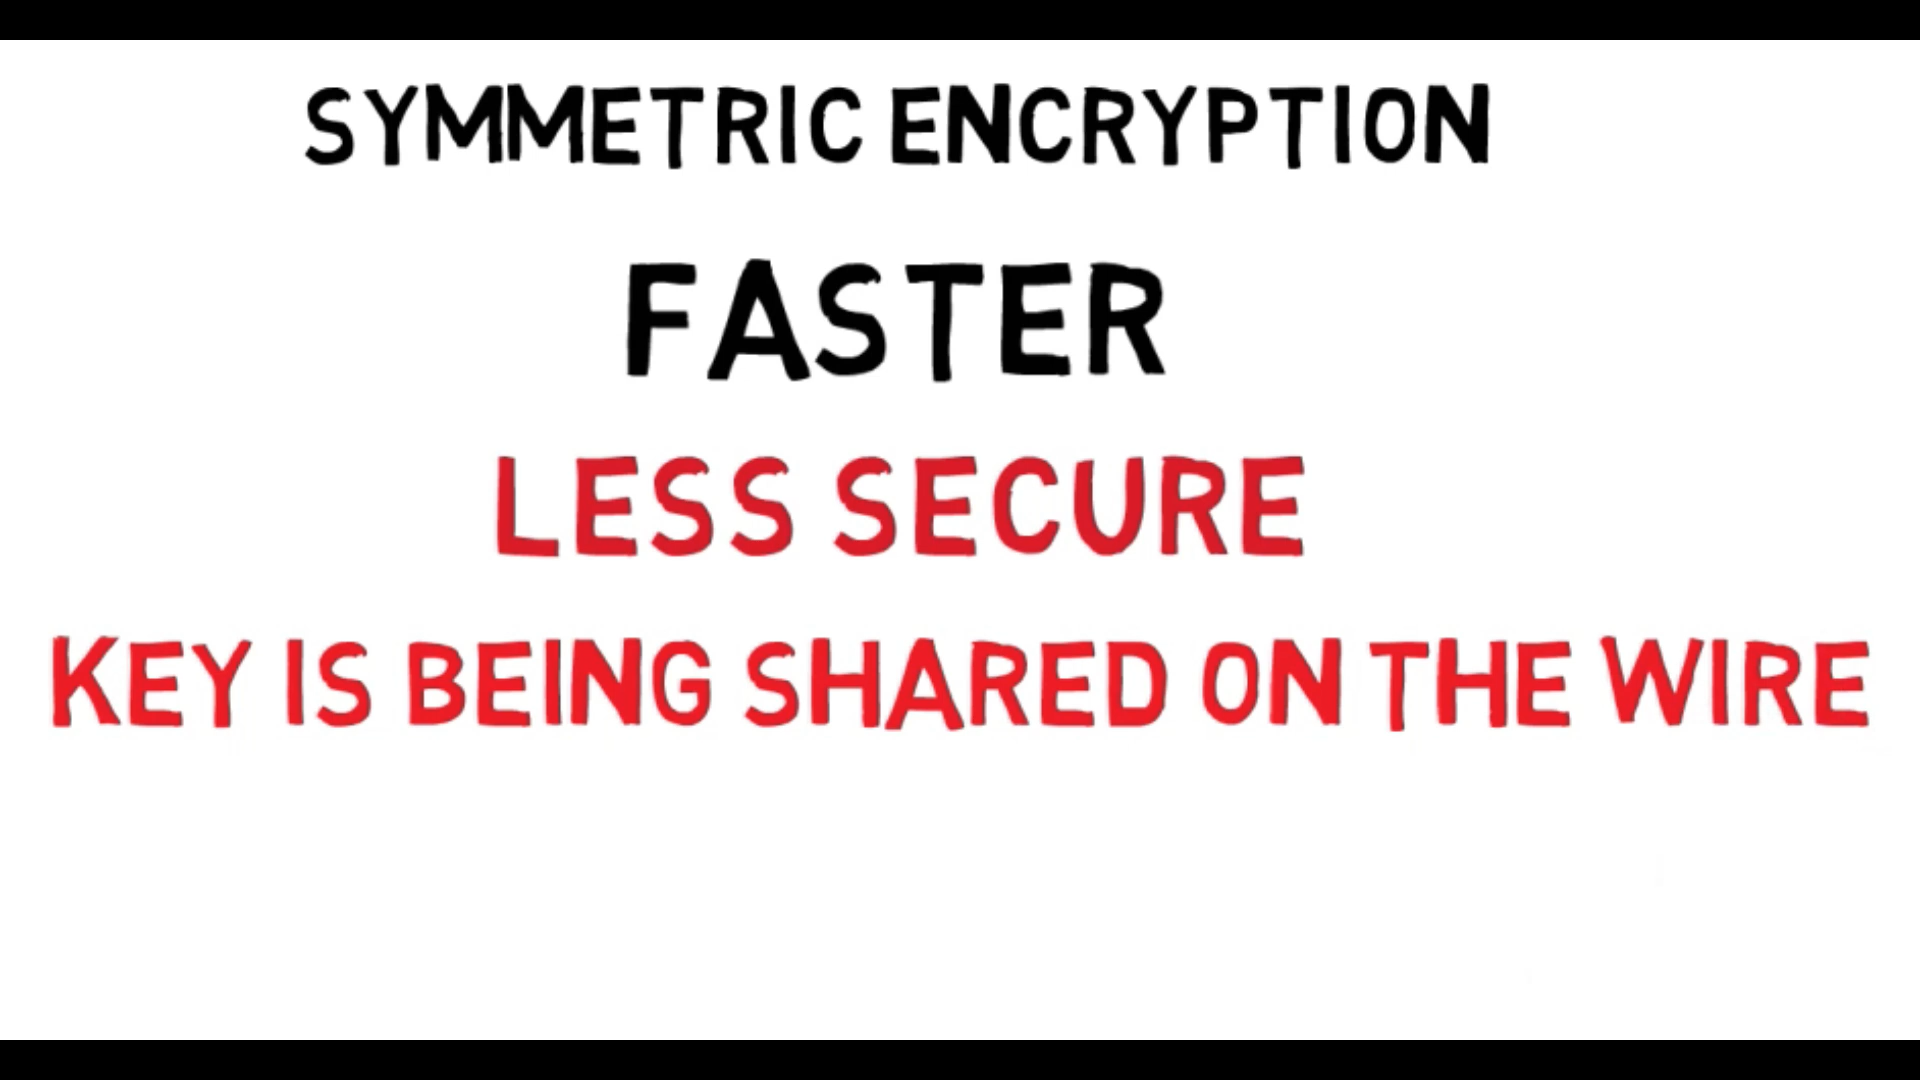 SYMMETRIC ENCRYPTION
FASTER
LESS SECURE
KEY IS BEING SHARED ON THE WIRE